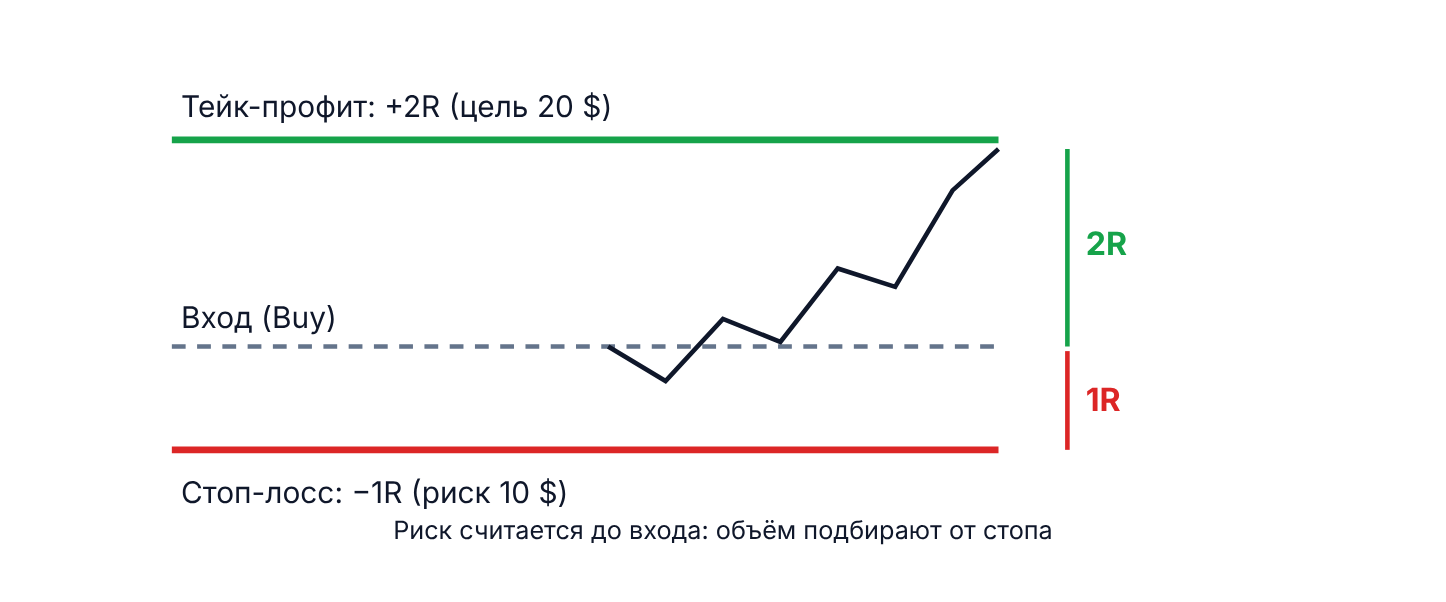 Тейк-профит: +2R (цель 20 $)
2R
Вход (Buy)
1R
Стоп-лосс: −1R (риск 10 $)
Риск считается до входа: объём подбирают от стопа